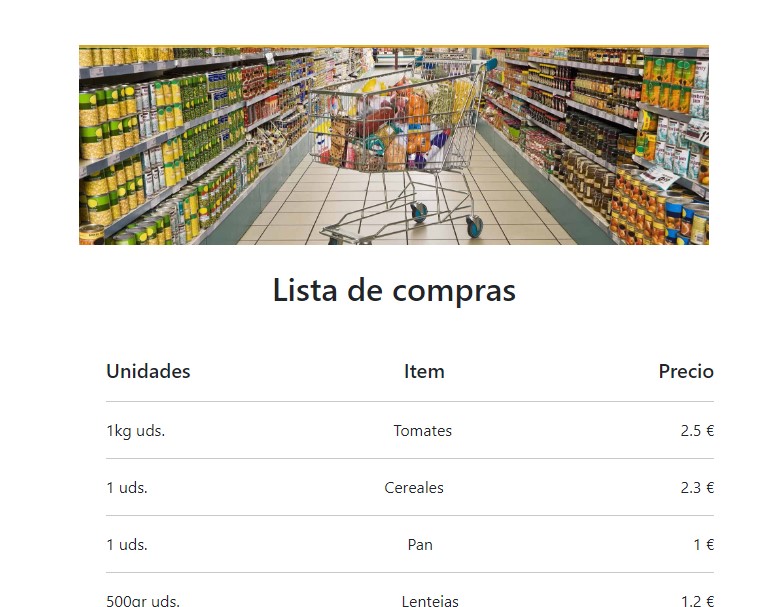 Lista de compras
Unidades Item Precio
1kg uds. Tomates 2.5 €
1 uds. Cereales 2.3 €
1 uds. Pan 1 €
500gr uds. Lentejas 1.2 €